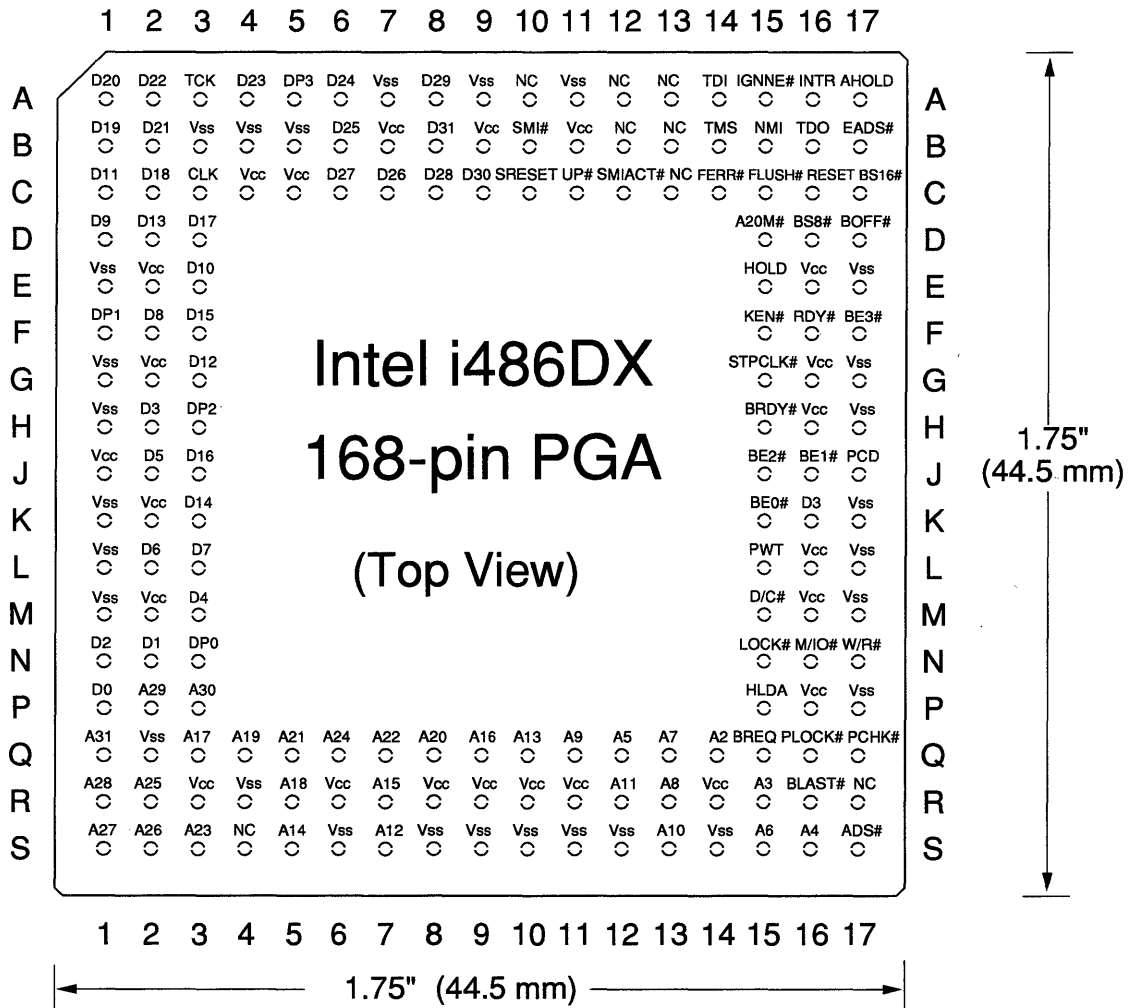 1 2 3 4 5 6 7 8 9 10 11 12 13 14 15 16 17
D20 D22 TCK D23 DP3 D24 Vss D29 Vss NC Vss NC NC TDI IGNNE# INTR AHOLD
A A
D19 D21 Vss Vss Vss D25 Vcc D31 Vcc SMI# Vcc NC NC TMS NMI TDO EADS#
B B
D11 D18 CLK Vcc Vcc D27 D26 D28 D30 SRESET UP# SMIACT# NC FERR# FLUSH# RESET BS16#
C C
D9 D13 D17 A20M# BS8# BOFF#
D D
Vss Vcc D10 HOLD Vcc Vss
E E
DP1 D8 D15 KEN# RDY# BE3#
F F
Vss Vcc D12 STPCLK# Vcc Vss
G G
Vss D3 DP2 BRDY# Vcc Vss
H H
Vcc D5 D16 BE2# BE1# PCD
J J
Vss Vcc D14 BE0# D3 Vss
K K
Vss D6 D7 PWT Vcc Vss
L L
Vss Vcc D4 D/C# Vcc Vss
M M
D2 D1 DP0 LOCK# M/IO# W/R#
N N
D0 A29 A30 HLDA Vcc Vss
P P
A31 Vss A17 A19 A21 A24 A22 A20 A16 A13 A9 A5 A7 A2 BREQ PLOCK# PCHK#
Q Q
A28 A25 Vcc Vss A18 Vcc A15 Vcc Vcc Vcc Vcc A11 A8 Vcc A3 BLAST# NC
R R
A27 A26 A23 NC A14 Vss A12 Vss Vss Vss Vss Vss A10 Vss A6 A4 ADS#
S S
Intel i486DX
168-pin PGA
(Top View)
1.75"
(44.5 mm)
1 2 3 4 5 6 7 8 9 10 11 12 13 14 15 16 17
1.75" (44.5 mm)